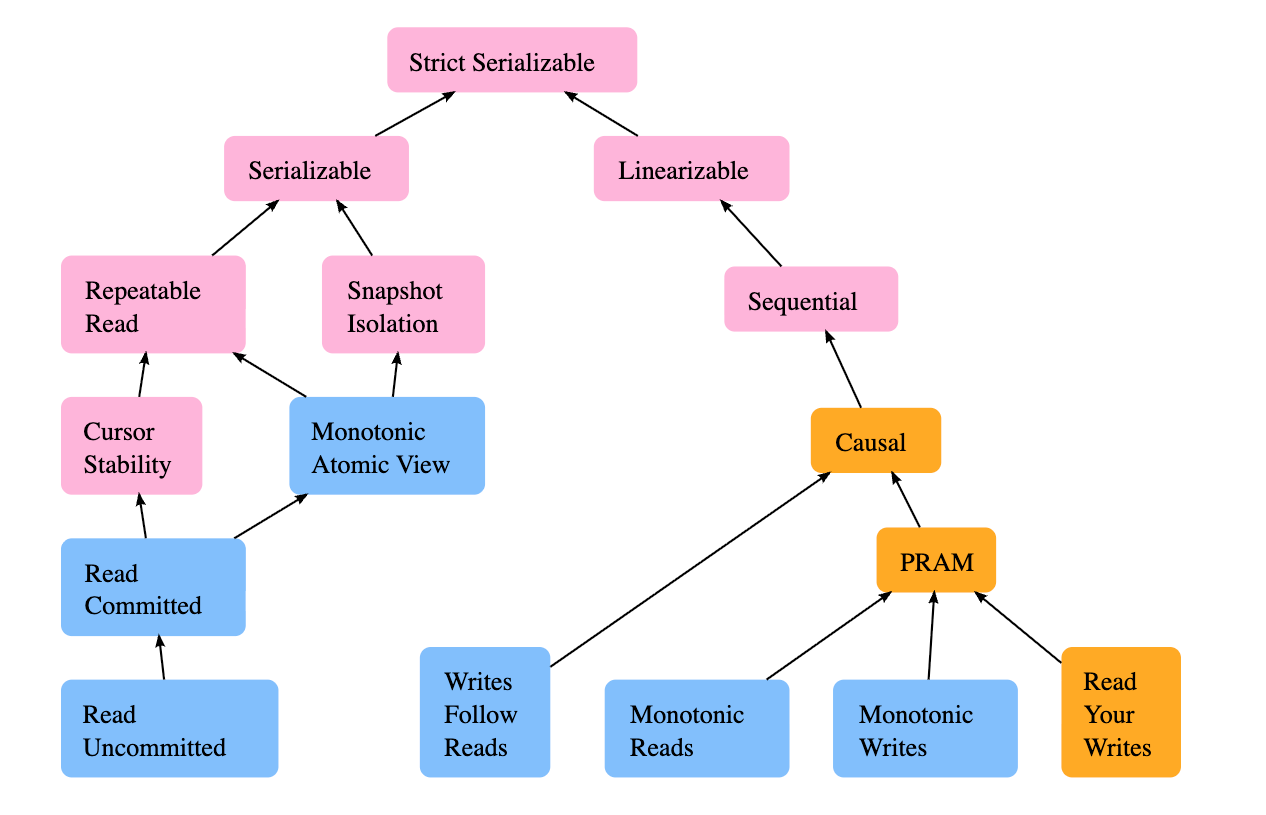 Strict Serializable
Serializable
Linearizable
Repeatable
Read
Snapshot
Isolation
Sequential
Cursor
Stability
Monotonic
Atomic View
Causal
Read
Committed
PRAM
Writes
Follow
Reads
Read
Uncommitted
Monotonic
Reads
Monotonic
Writes
Read
Your
Writes